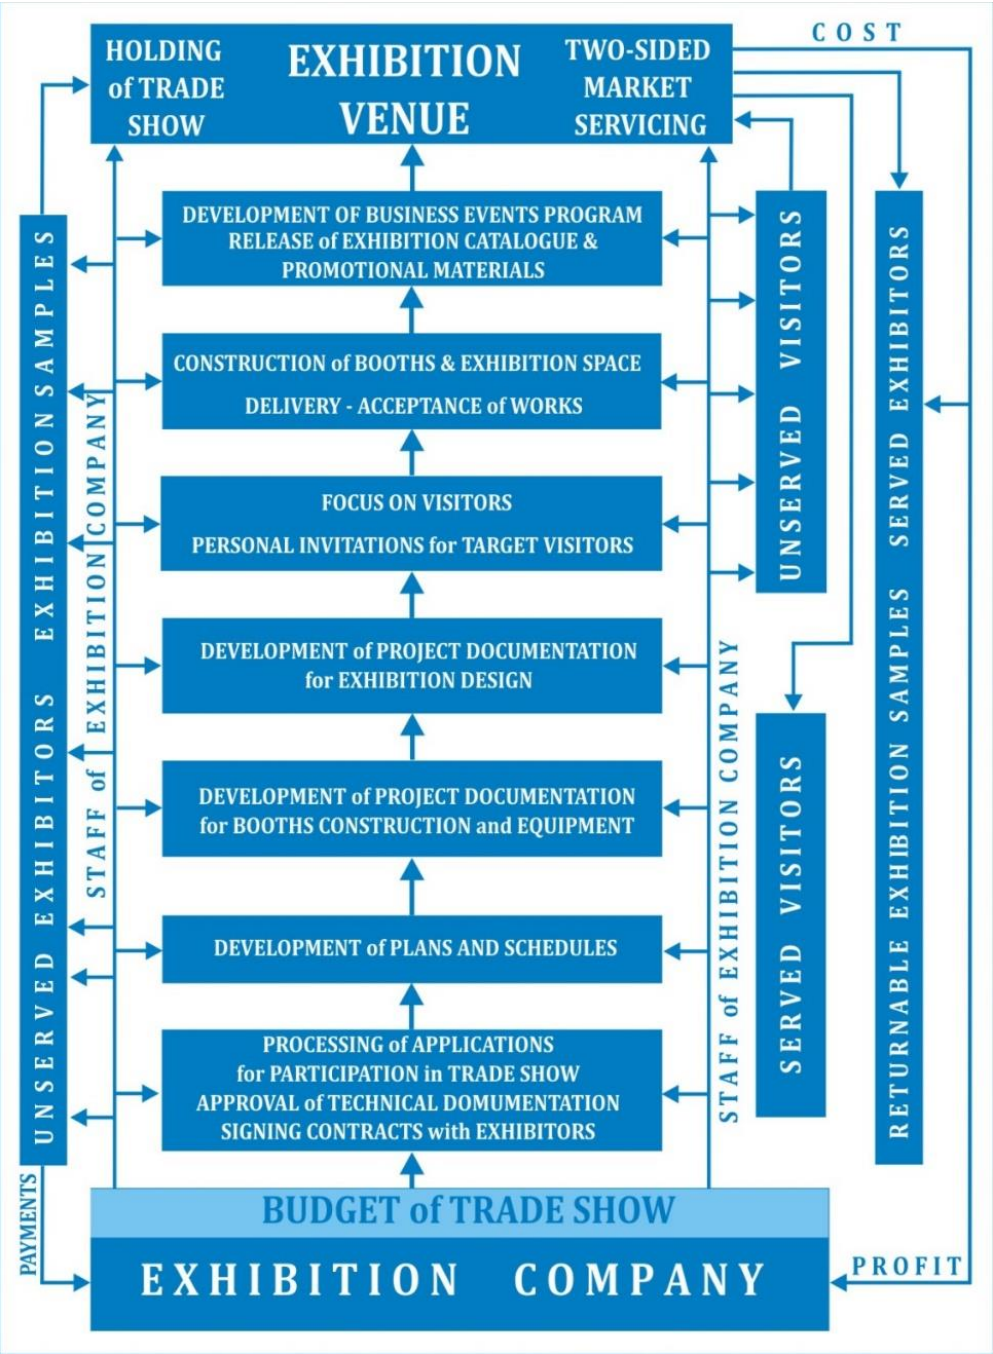 COST
HOLDING
of TRADE
SHOW
EXHIBITION
VENUE
TWO-SIDED
MARKET
SERVICING
DEVELOPMENT OF BUSINESS EVENTS PROGRAM
RELEASE of EXHIBITION CATALOGUE &
PROMOTIONAL MATERIALS
CONSTRUCTION of BOOTHS & EXHIBITION SPACE
DELIVERY - ACCEPTANCE of WORKS
FOCUS ON VISITORS
PERSONAL INVITATIONS for TARGET VISITORS
DEVELOPMENT of PROJECT DOCUMENTATION
for EXHIBITION DESIGN
DEVELOPMENT of PROJECT DOCUMENTATION
for BOOTHS CONSTRUCTION and EQUIPMENT
DEVELOPMENT of PLANS AND SCHEDULES
PROCESSING of APPLICATIONS
for PARTICIPATION in TRADE SHOW
APPROVAL of TECHNICAL DOMUMENTATION
SIGNING CONTRACTS with EXHIBITORS
BUDGET of TRADE SHOW
EXHIBITION COMPANY
UNSERVED EXHIBITORS EXHIBITION SAMPLES
STAFF of EXHIBITION COMPANY
PAYMENTS
STAFF of EXHIBITION COMPANY
UNSERVED VISITORS
SERVED VISITORS
RETURNABLE EXHIBITION SAMPLES SERVED EXHIBITORS
PROFIT